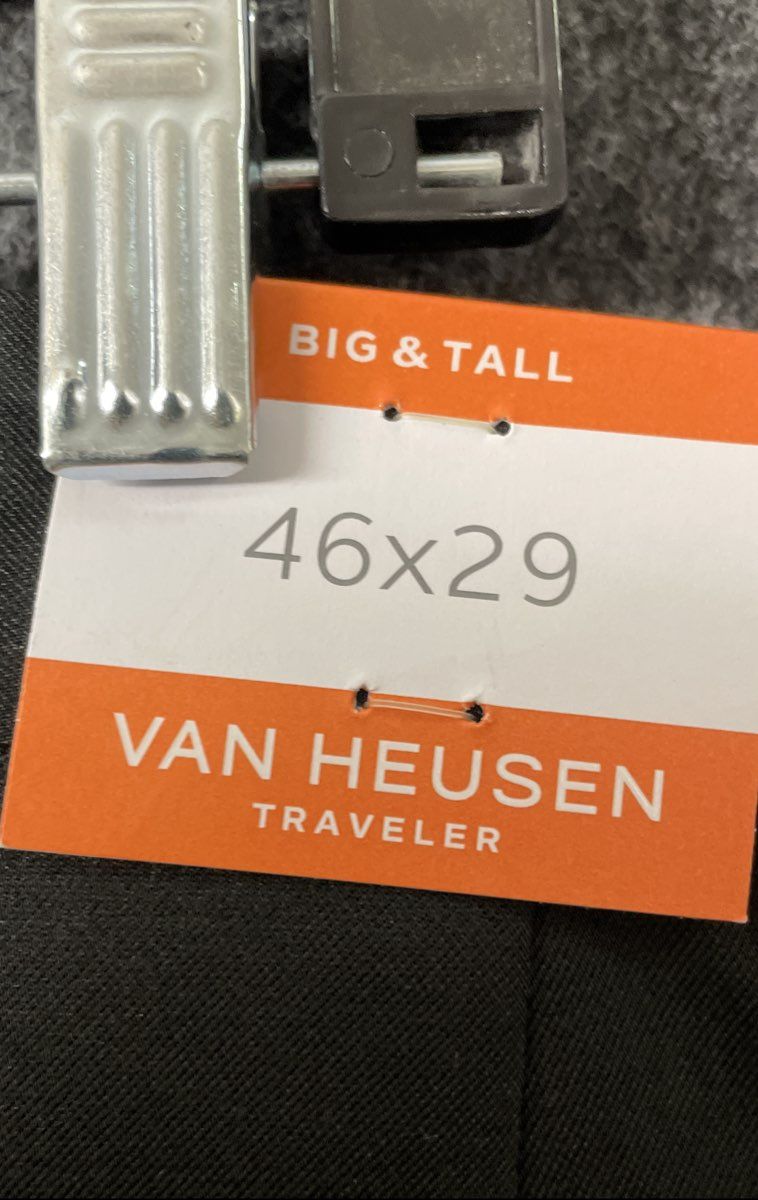 BIG & TALL
46x29
VAN HEUSEN
TRAVELER